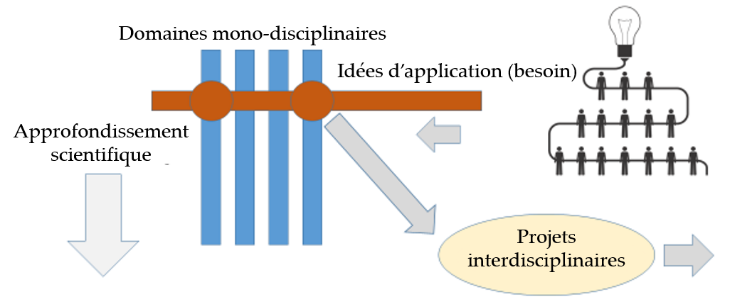 Domaines mono-disciplinaires
Idées d’application (besoin)
Approfondissement
scientifique
Projets
interdisciplinaires